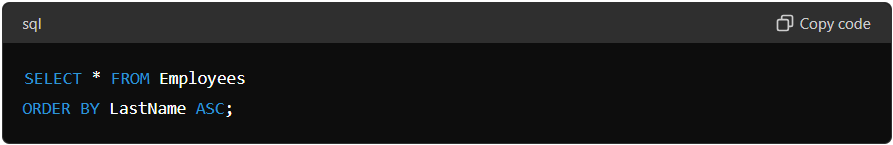 sql Copy code
SELECT * FROM Employees
ORDER BY LastName ASC;